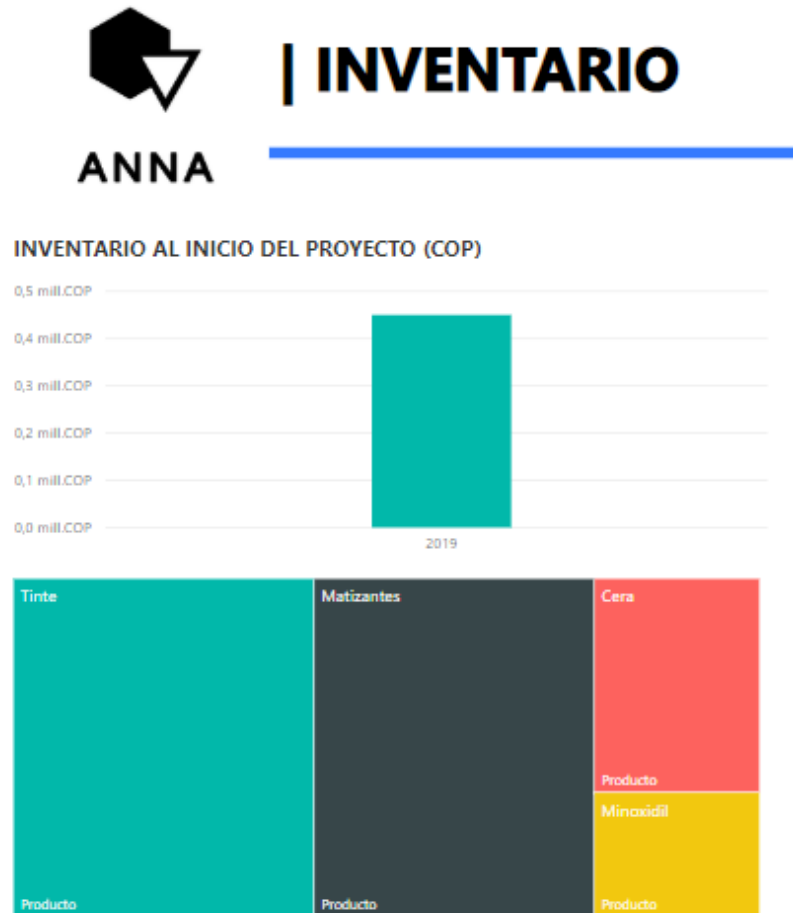 | INVENTARIO
ANNA
INVENTARIO AL INICIO DEL PROYECTO (COP)
0,5 mill.COP
0,4 mill.COP
0,3 mill.COP
0,2 mill.COP
0,1 mill.COP
0,0 mill.COP
2019
Tinte
Matizantes
Cera
Producto
Minoxidil
Producto
Producto
Producto